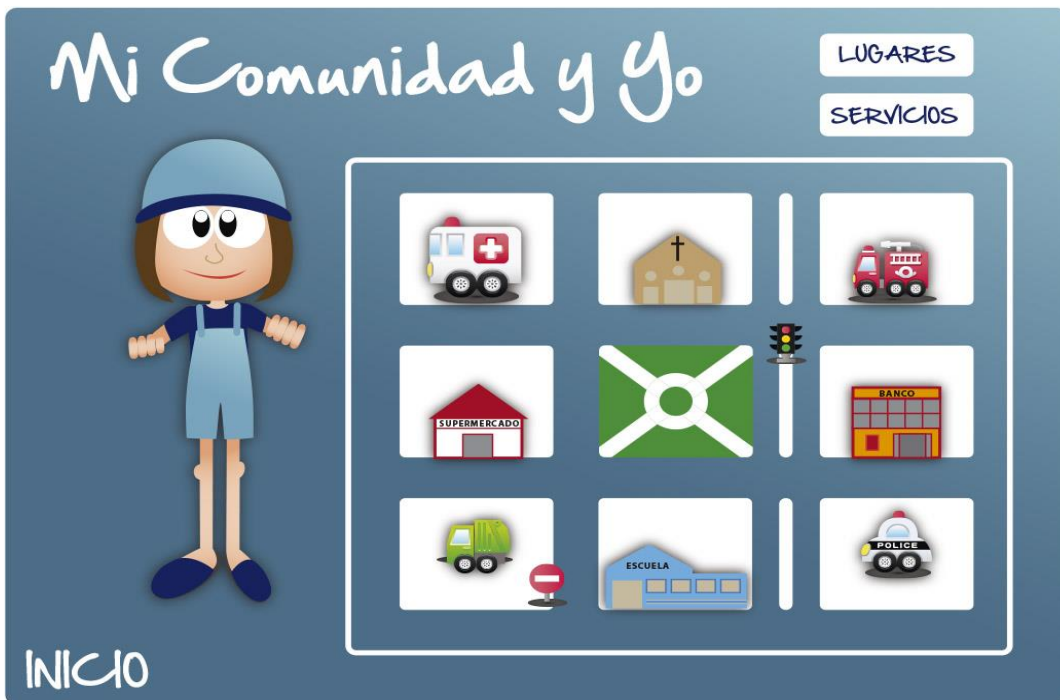 Mi Comunidad y Yo
LUGARES
SERVICIOS
SUPERMERCADO
BANCO
ESCUELA
POLICE
INICIO